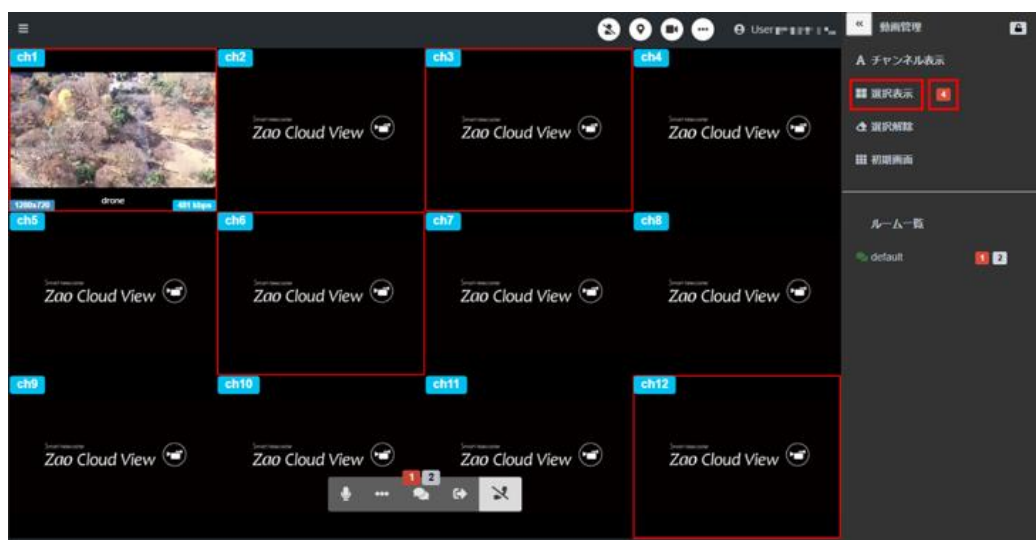 User
動画管理
ch1
ch2
ch3
ch4
A チャンネル表示
Zao Cloud View
Zao Cloud View
Zao Cloud View
選択表示
4
選択解除
初期画面
1280x720
drone
481 kbps
ch5
ch6
ch7
ch8
ルーム一覧
default
1
2
Zao Cloud View
Zao Cloud View
Zao Cloud View
Zao Cloud View
ch9
ch10
ch11
ch12
Zao Cloud View
Zao Cloud View
Zao Cloud View
Zao Cloud View
1
2